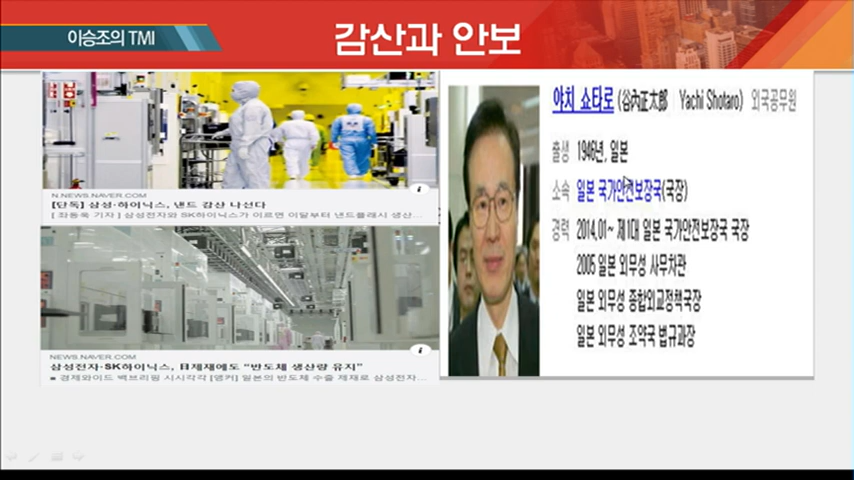 이승조의 TMI
감산과 안보
N.NEWS.NAVER.COM
[단독] 삼성·하이닉스, 낸드 감산 나선다
[ 좌동욱 기자 ] 삼성전자와 SK하이닉스가 이르면 이달부터 낸드플래시 생산...
NEWS.NAVER.COM
삼성전자·SK하이닉스, 日제재에도 “반도체 생산량 유지”
■ 경제와이드 백브리핑 시시각각 [앵커] 일본의 반도체 수출 제재로 삼성전자...
야치 쇼타로 (谷內正太郎 | Yachi Shotaro) 외국공무원
출생 1946년, 일본
소속 일본 국가안전보장국(국장)
경력 2014.01~ 제1대 일본 국가안전보장국 국장
2005 일본 외무성 사무차관
일본 외무성 종합외교정책국장
일본 외무성 조약국 법규과장